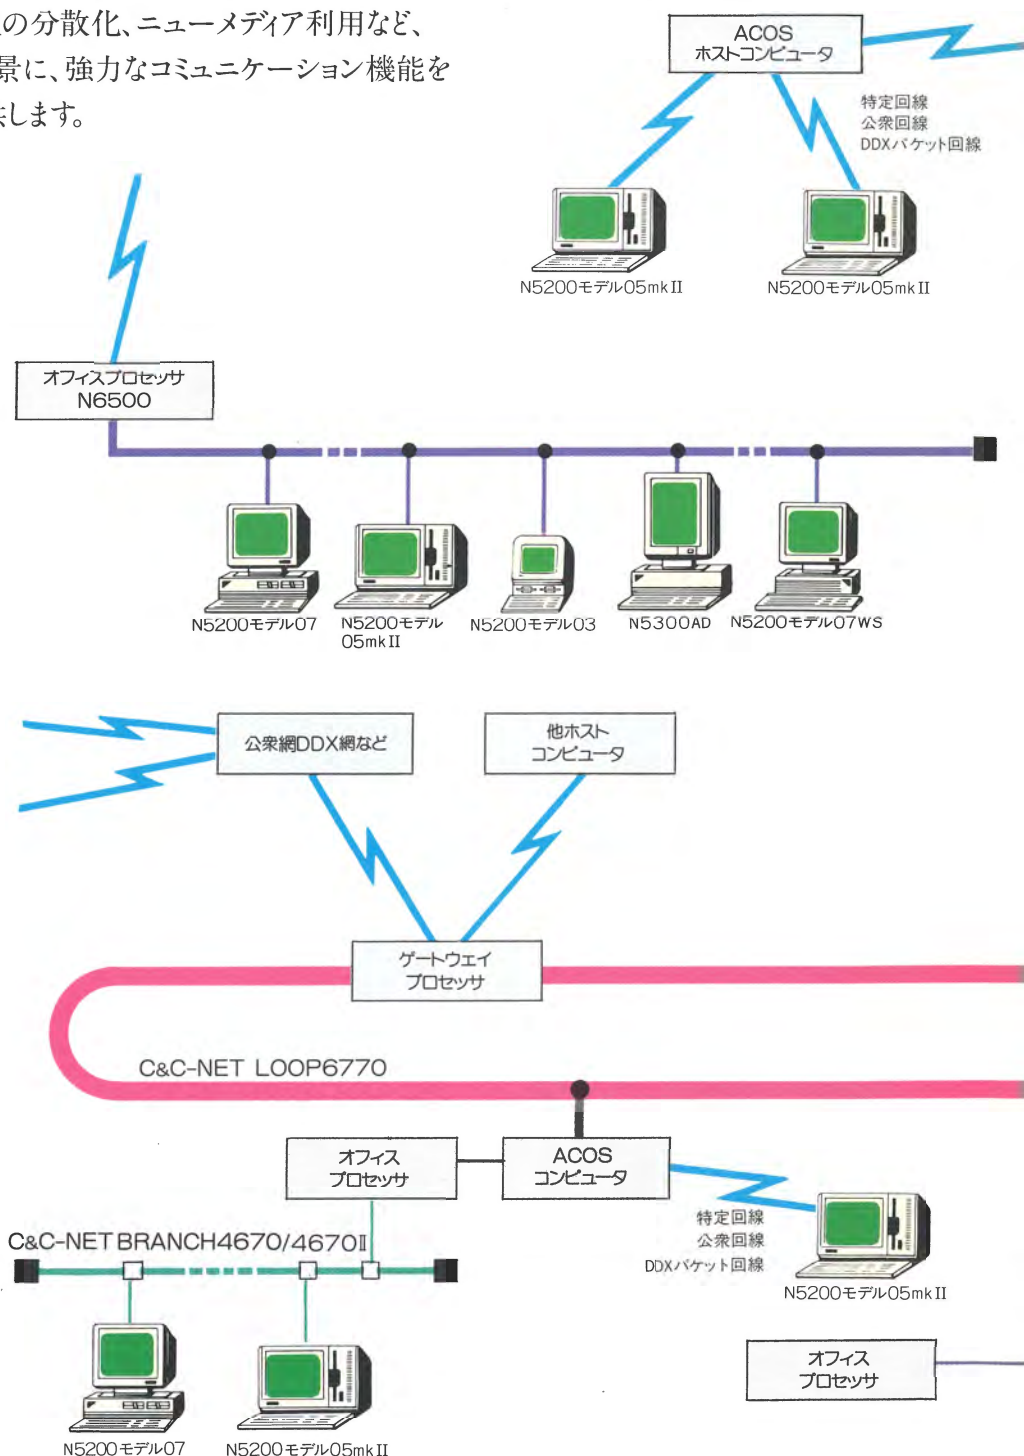 の分散化、ニューメディア利用など、
景に、強力なコミュニケーション機能を
します。
ACOS
ホストコンピュータ
特定回線
公衆回線
DDXパケット回線
N5200モデル05mkII
N5200モデル05mkII
オフィスプロセッサ
N6500
N5200モデル07
N5200モデル
05mkII
N5200モデル03
N5300AD
N5200モデル07WS
公衆網DDX網など
他ホスト
コンピュータ
ゲートウェイ
プロセッサ
C&C-NET LOOP6770
オフィス
プロセッサ
ACOS
コンピュータ
特定回線
公衆回線
DDXパケット回線
C&C-NET BRANCH4670/4670II
N5200モデル05mkII
オフィス
プロセッサ
N5200モデル07
N5200モデル05mkII